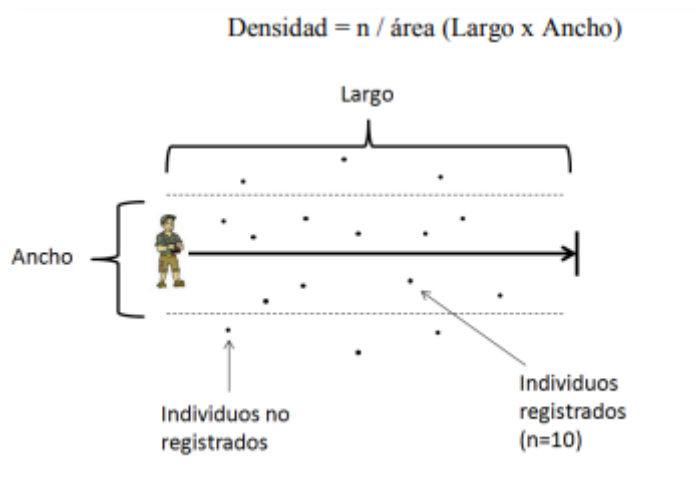 Densidad = n / área (Largo x Ancho)
Largo
Ancho
Individuos no
registrados
Individuos
registrados
(n=10)